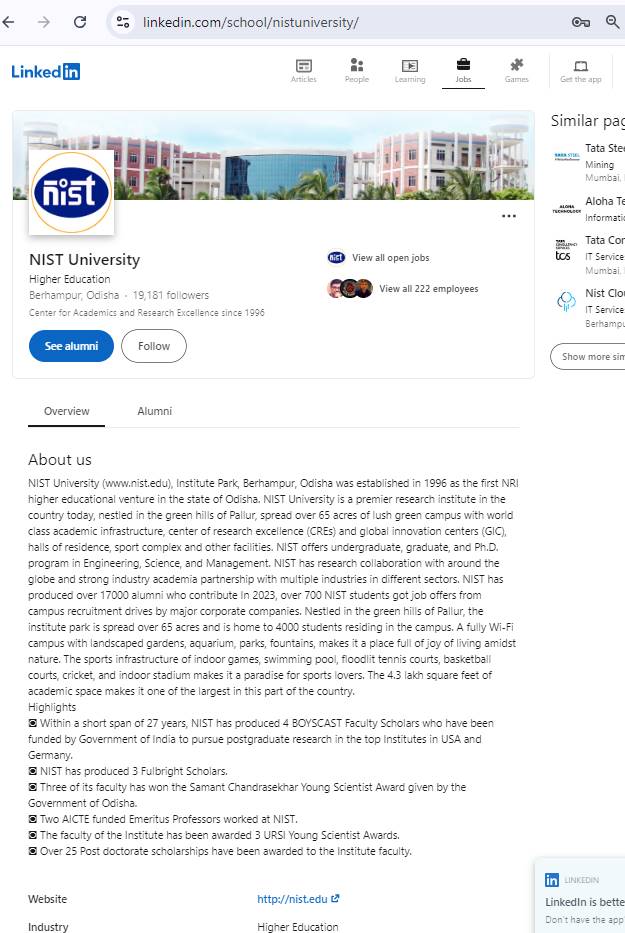 linkedin.com/school/nistuniversity/
Linked in
Articles
People
Learning
Jobs
Games
Get the app
nist
NIST University
Higher Education
Berhampur, Odisha · 19,181 followers
Center for Academics and Research Excellence since 1996
See alumni
Follow
nist
View all open jobs
View all 222 employees
Similar pag
TATA STEEL
Tata Stee
Mining
Mumbai,
ALOHA TECHNOLOGY
Aloha Te
Informatic
TATA CONSULTANCY SERVICES
tcs
Tata Con
IT Service
Mumbai,
Nist Clou
IT Service
Berhampu
Show more sim
Overview
Alumni
About us
NIST University (www.nist.edu), Institute Park, Berhampur, Odisha was established in 1996 as the first NRI
higher educational venture in the state of Odisha. NIST University is a premier research institute in the
country today, nestled in the green hills of Pallur, spread over 65 acres of lush green campus with world
class academic infrastructure, center of research excellence (CREs) and global innovation centers (GIC),
halls of residence, sport complex and other facilities. NIST offers undergraduate, graduate, and Ph.D.
program in Engineering, Science, and Management. NIST has research collaboration with around the
globe and strong industry academia partnership with multiple industries in different sectors. NIST has
produced over 17000 alumni who contribute In 2023, over 700 NIST students got job offers from
campus recruitment drives by major corporate companies. Nestled in the green hills of Pallur, the
institute park is spread over 65 acres and is home to 4000 students residing in the campus. A fully Wi-Fi
campus with landscaped gardens, aquarium, parks, fountains, makes it a place full of joy of living amidst
nature. The sports infrastructure of indoor games, swimming pool, floodlit tennis courts, basketball
courts, cricket, and indoor stadium makes it a paradise for sports lovers. The 4.3 lakh square feet of
academic space makes it one of the largest in this part of the country.
Highlights
◙ Within a short span of 27 years, NIST has produced 4 BOYSCAST Faculty Scholars who have been
funded by Government of India to pursue postgraduate research in the top Institutes in USA and
Germany.
◙ NIST has produced 3 Fulbright Scholars.
◙ Three of its faculty has won the Samant Chandrasekhar Young Scientist Award given by the
Government of Odisha.
◙ Two AICTE funded Emeritus Professors worked at NIST.
◙ The faculty of the Institute has been awarded 3 URSI Young Scientist Awards.
◙ Over 25 Post doctorate scholarships have been awarded to the Institute faculty.
Website
http://nist.edu
Industry
Higher Education
in LINKEDIN
LinkedIn is bette
Don't have the app